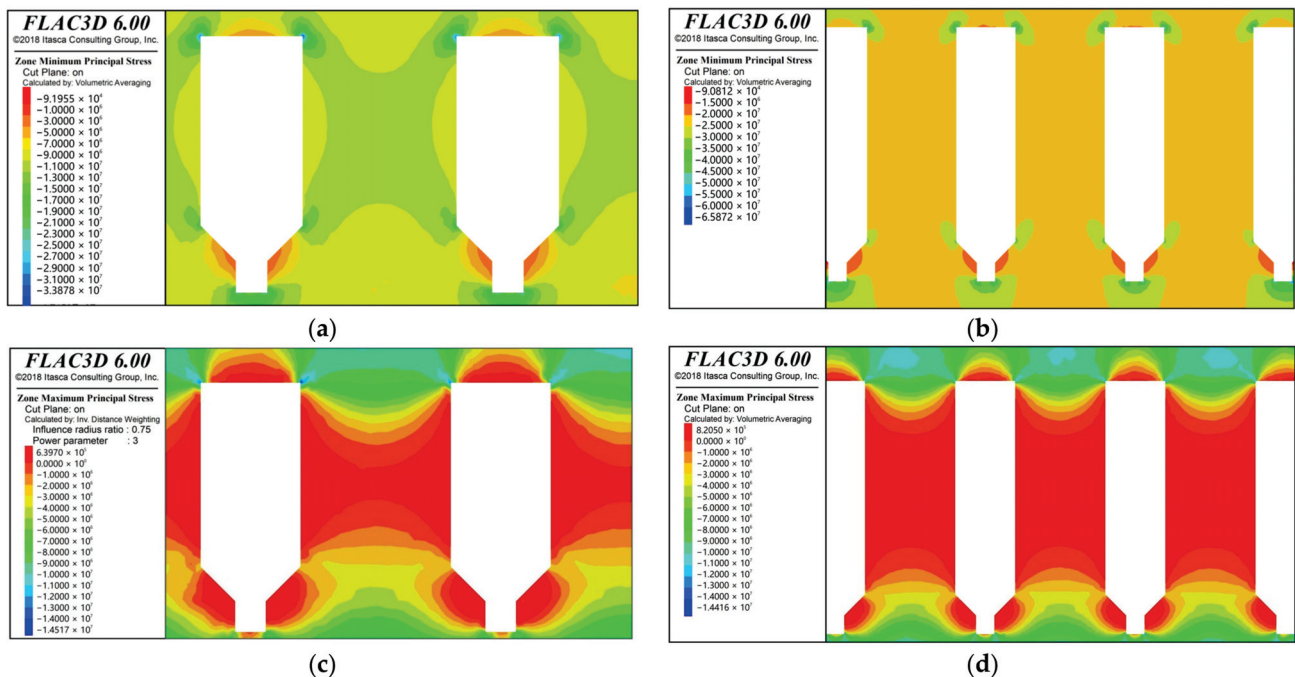 FLAC3D 6.00
©2018 Itasca Consulting Group, Inc.
Zone Minimum Principal Stress
Cut Plane: on
Calculated by: Volumetric Averaging
−9.1955 × 10⁴
−1.0000 × 10⁶
−3.0000 × 10⁶
−5.0000 × 10⁶
−9.0000 × 10⁶
−1.1000 × 10⁷
−1.3000 × 10⁷
−1.5000 × 10⁷
−1.7000 × 10⁷
−1.9000 × 10⁷
−2.1000 × 10⁷
−2.3000 × 10⁷
−2.5000 × 10⁷
−2.7000 × 10⁷
−2.9000 × 10⁷
−3.1000 × 10⁷
−3.3878 × 10⁷
(a)
FLAC3D 6.00
©2018 Itasca Consulting Group, Inc.
Zone Minimum Principal Stress
Cut Plane: on
Calculated by: Volumetric Averaging
−9.0812 × 10⁴
−1.5000 × 10⁶
−2.5000 × 10⁷
−3.0000 × 10⁷
−3.5000 × 10⁷
−4.0000 × 10⁷
−4.5000 × 10⁷
−5.0000 × 10⁷
−5.5000 × 10⁷
−6.0000 × 10⁷
−6.5872 × 10⁷
(b)
FLAC3D 6.00
©2018 Itasca Consulting Group, Inc.
Zone Maximum Principal Stress
Cut Plane: on
Calculated by: Inv. Distance Weighting
Influence radius ratio : 0.75
Power parameter : 3
6.3970 × 10⁵
0.0000 × 10⁰
−1.0000 × 10⁶
−2.0000 × 10⁶
−3.0000 × 10⁶
−4.0000 × 10⁶
−5.0000 × 10⁶
−6.0000 × 10⁶
−7.0000 × 10⁶
−8.0000 × 10⁶
−9.0000 × 10⁶
−1.0000 × 10⁷
−1.1000 × 10⁷
−1.2000 × 10⁷
−1.3000 × 10⁷
−1.4000 × 10⁷
−1.4517 × 10⁷
(c)
FLAC3D 6.00
©2018 Itasca Consulting Group, Inc.
Zone Maximum Principal Stress
Cut Plane: on
Calculated by: Volumetric Averaging
8.2050 × 10⁵
0.0000 × 10⁰
−1.0000 × 10⁶
−2.0000 × 10⁶
−3.0000 × 10⁶
−4.0000 × 10⁶
−5.0000 × 10⁶
−6.0000 × 10⁶
−7.0000 × 10⁶
−8.0000 × 10⁶
−9.0000 × 10⁶
−1.0000 × 10⁷
−1.1000 × 10⁷
−1.2000 × 10⁷
−1.3000 × 10⁷
−1.4000 × 10⁷
−1.4416 × 10⁷
(d)